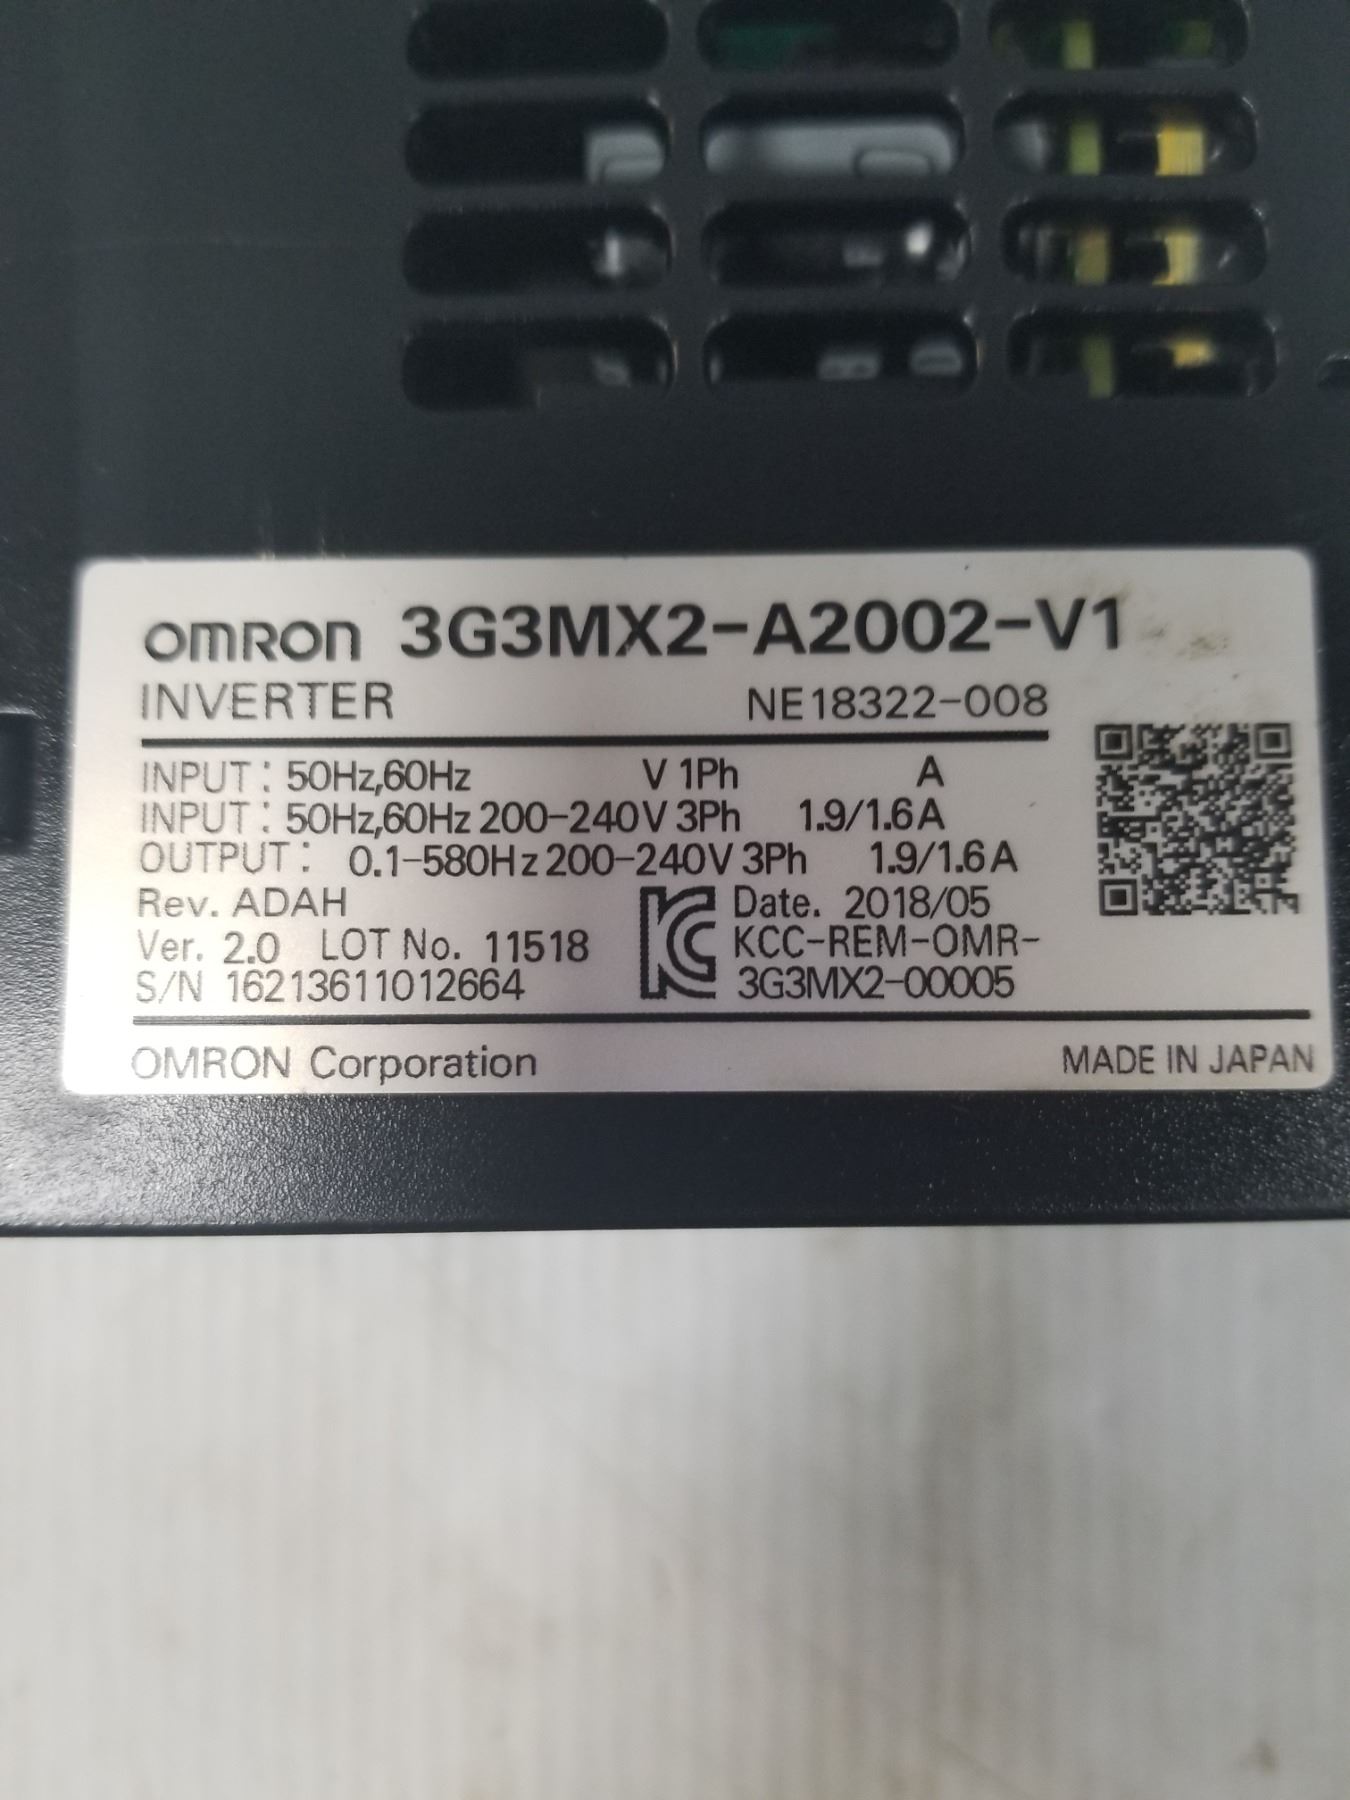 OMRON 3G3MX2-A2002-V1
INVERTER NE18322-008
INPUT: 50Hz,60Hz V 1Ph A
INPUT: 50Hz,60Hz 200-240V 3Ph 1.9/1.6A
OUTPUT: 0.1-580Hz 200-240V 3Ph 1.9/1.6A
Rev. ADAH Date. 2018/05
Ver. 2.0 LOT No. 11518 KCC-REM-OMR-
S/N 16213611012664 3G3MX2-00005
OMRON Corporation MADE IN JAPAN